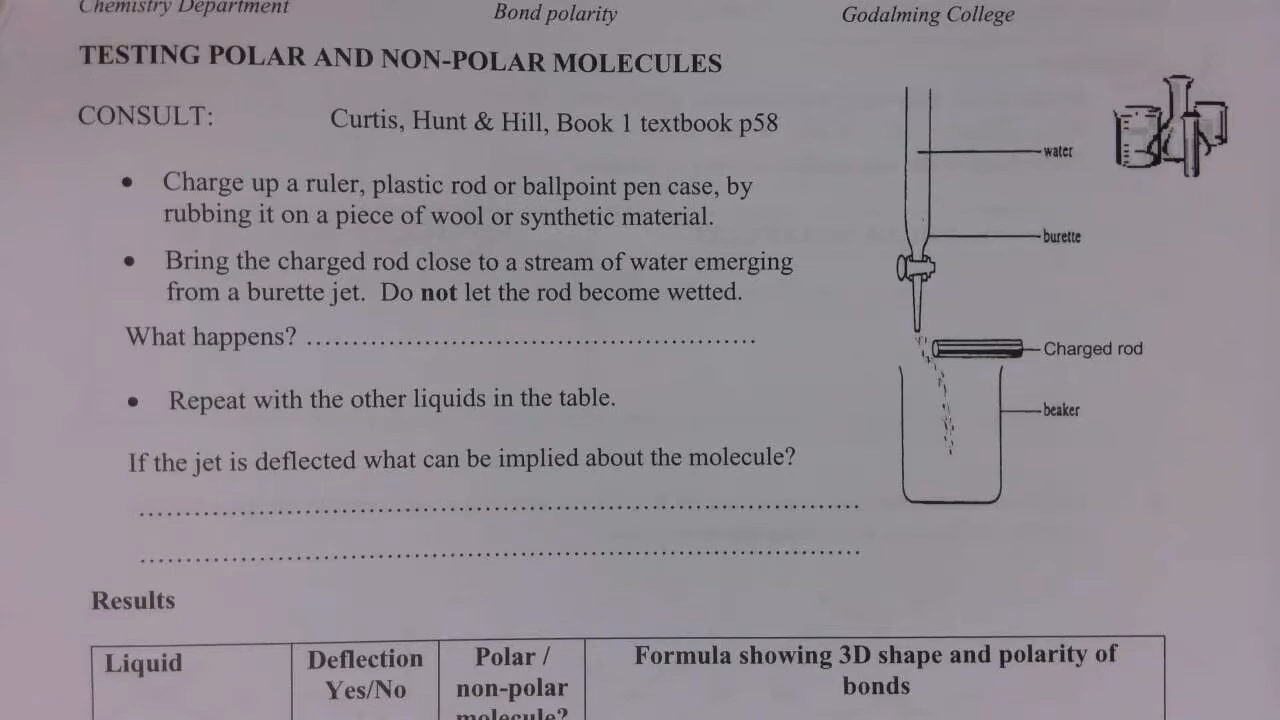 Chemistry Department Bond polarity Godalming College
TESTING POLAR AND NON-POLAR MOLECULES
CONSULT: Curtis, Hunt & Hill, Book 1 textbook p58
• Charge up a ruler, plastic rod or ballpoint pen case, by
rubbing it on a piece of wool or synthetic material.
• Bring the charged rod close to a stream of water emerging
from a burette jet. Do not let the rod become wetted.
What happens? ..................................................
• Repeat with the other liquids in the table.
If the jet is deflected what can be implied about the molecule?
................................................................................
................................................................................
water
burette
Charged rod
beaker
Results
Liquid
Deflection
Yes/No
Polar /
non-polar
molecule?
Formula showing 3D shape and polarity of
bonds